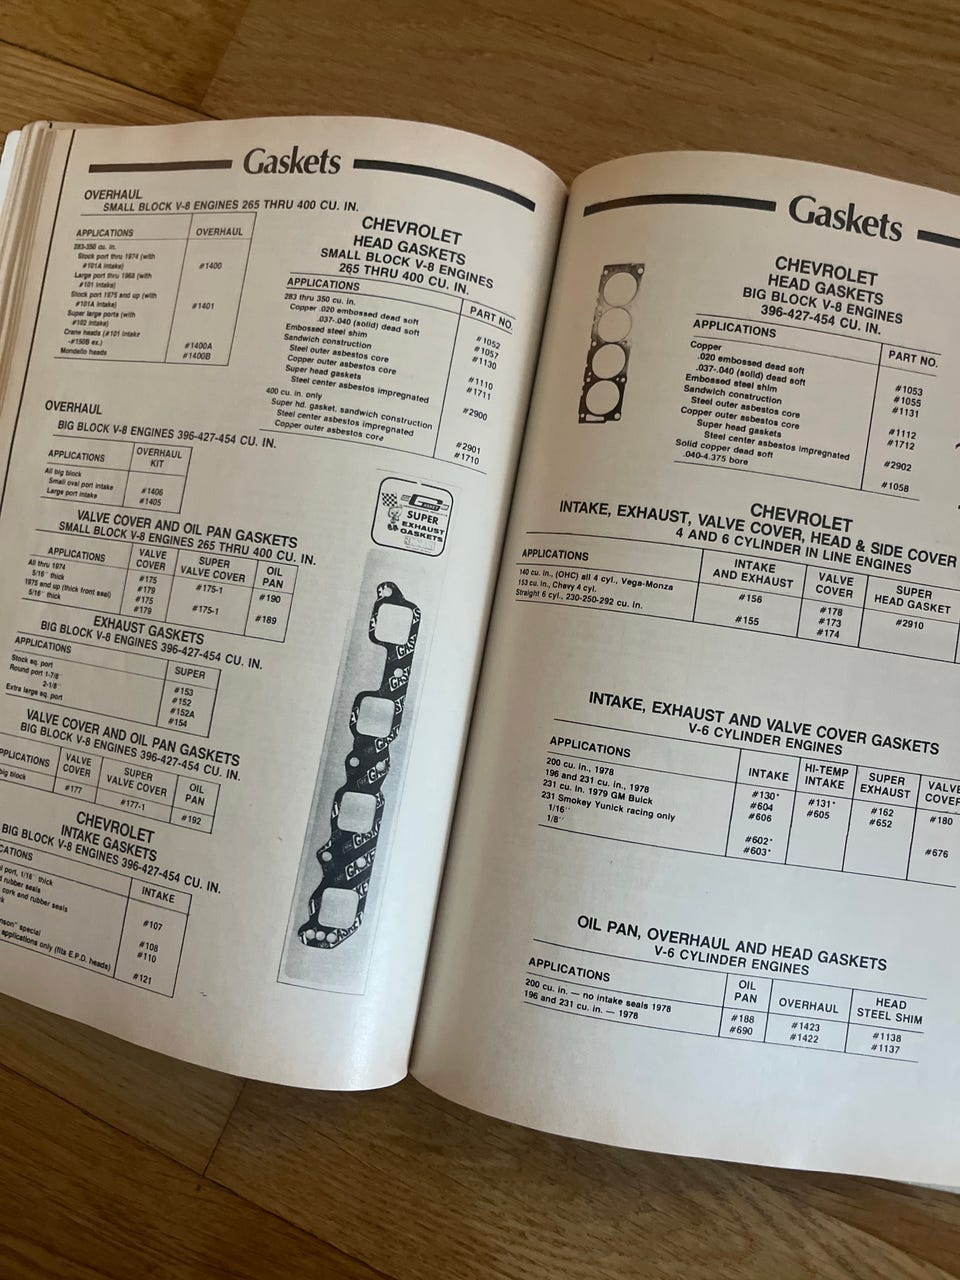 Gaskets
OVERHAUL
SMALL BLOCK V-8 ENGINES 265 THRU 400 CU. IN.
APPLICATIONS OVERHAUL
283-350 cu. in.
Stock port thru 1974 (with
#101A intake) #1400
Large port thru 1968 (with
#101 intake)
Stock port 1975 and up (with
#101A intake) #1401
Super large ports (with
#102 intake)
Crane heads (#101 intake
-#150B ex.) #1400A
Mondello heads #1400B
CHEVROLET
HEAD GASKETS
SMALL BLOCK V-8 ENGINES
265 THRU 400 CU. IN.
APPLICATIONS PART NO.
283 thru 350 cu. in.
Copper .020 embossed dead soft #1052
.037-.040 (solid) dead soft #1057
Embossed steel shim #1130
Sandwich construction
Steel outer asbestos core #1110
Copper outer asbestos core #1711
Super head gaskets
Steel center asbestos impregnated #2900
400 cu. in. only
Super hd. gasket, sandwich construction
Steel center asbestos impregnated #2901
Copper outer asbestos core #1710
OVERHAUL
BIG BLOCK V-8 ENGINES 396-427-454 CU. IN.
APPLICATIONS OVERHAUL KIT
All big block
Small oval port intake #1406
Large port intake #1405
SUPER
EXHAUST
GASKETS
VALVE COVER AND OIL PAN GASKETS
SMALL BLOCK V-8 ENGINES 265 THRU 400 CU. IN.
APPLICATIONS VALVE COVER SUPER VALVE COVER OIL PAN
All thru 1974 #175 #175-1 #190
5/16" thick #179
1975 and up (thick front seal) #175 #175-1 #189
5/16" thick #179
EXHAUST GASKETS
BIG BLOCK V-8 ENGINES 396-427-454 CU. IN.
APPLICATIONS SUPER
Stock sq. port #153
Round port 1-7/8" #152
2-1/8" #152A
Extra large sq. port #154
VALVE COVER AND OIL PAN GASKETS
BIG BLOCK V-8 ENGINES 396-427-454 CU. IN.
PPLICATIONS VALVE COVER SUPER VALVE COVER OIL PAN
big block #177 #177-1 #192
CHEVROLET
INTAKE GASKETS
BIG BLOCK V-8 ENGINES 396-427-454 CU. IN.
CATIONS INTAKE
port, 1/16" thick
rubber seals #107
cork and rubber seals
special #108
#110
applications only (fits E.P.D. heads) #121
Gaskets
CHEVROLET
HEAD GASKETS
BIG BLOCK V-8 ENGINES
396-427-454 CU. IN.
APPLICATIONS PART NO.
Copper
.020 embossed dead soft #1053
.037-.040 (solid) dead soft #1055
Embossed steel shim #1131
Sandwich construction
Steel outer asbestos core #1112
Copper outer asbestos core #1712
Super head gaskets
Steel center asbestos impregnated #2902
Solid copper dead soft
.040-4.375 bore #1058
CHEVROLET
INTAKE, EXHAUST, VALVE COVER, HEAD & SIDE COVER
4 AND 6 CYLINDER IN LINE ENGINES
APPLICATIONS INTAKE AND EXHAUST VALVE COVER SUPER HEAD GASKET
140 cu. in., (OHC) all 4 cyl., Vega-Monza #156 #178 #2910
153 cu. in., Chevy 4 cyl. #173
Straight 6 cyl., 230-250-292 cu. in. #155 #174
INTAKE, EXHAUST AND VALVE COVER GASKETS
V-6 CYLINDER ENGINES
APPLICATIONS INTAKE HI-TEMP INTAKE SUPER EXHAUST VALVE COVER
200 cu. in., 1978 #130* #131* #162 #180
196 and 231 cu. in., 1978 #604 #605 #652
231 cu. in. 1979 GM Buick #606 #676
231 Smokey Yunick racing only
1/16" #602*
1/8" #603*
OIL PAN, OVERHAUL AND HEAD GASKETS
V-6 CYLINDER ENGINES
APPLICATIONS OIL PAN OVERHAUL HEAD STEEL SHIM
200 cu. in. — no intake seals 1978 #188 #1423 #1138
196 and 231 cu. in. — 1978 #690 #1422 #1137